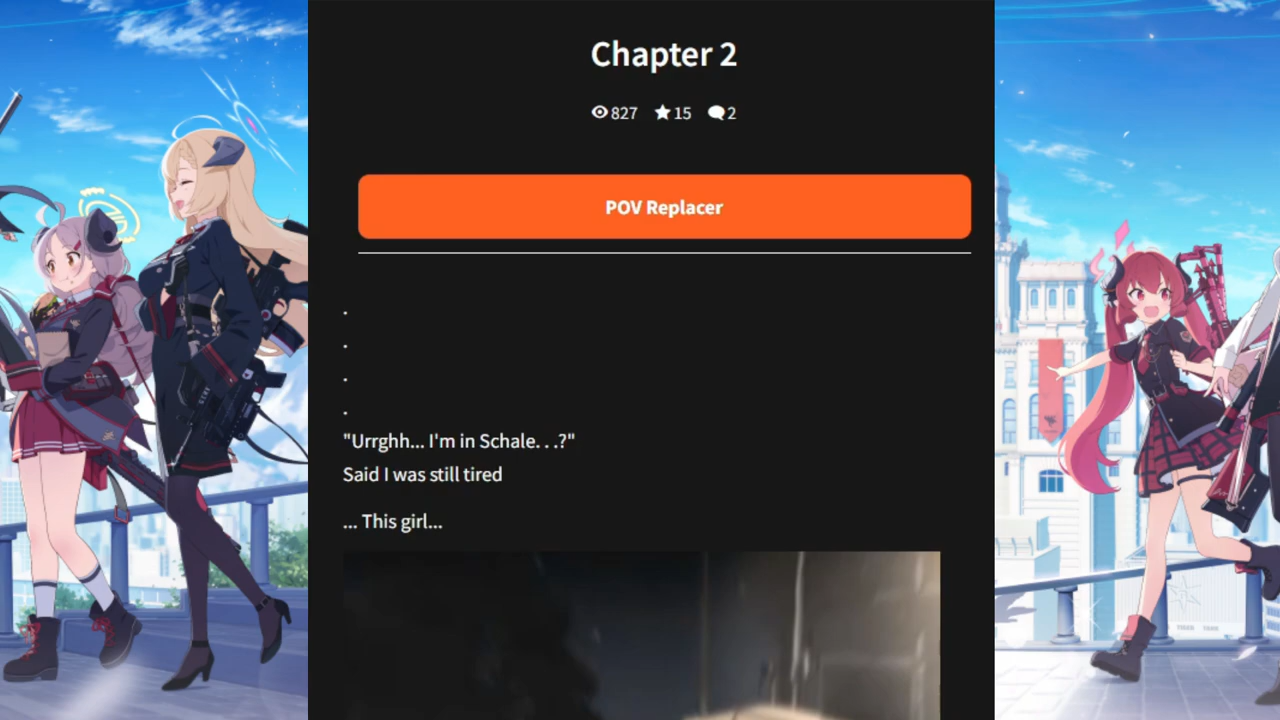 Chapter 2
827 15 2
POV Replacer
.
.
.
.
"Urrghh... I'm in Schale. . .?"
Said I was still tired
... This girl...